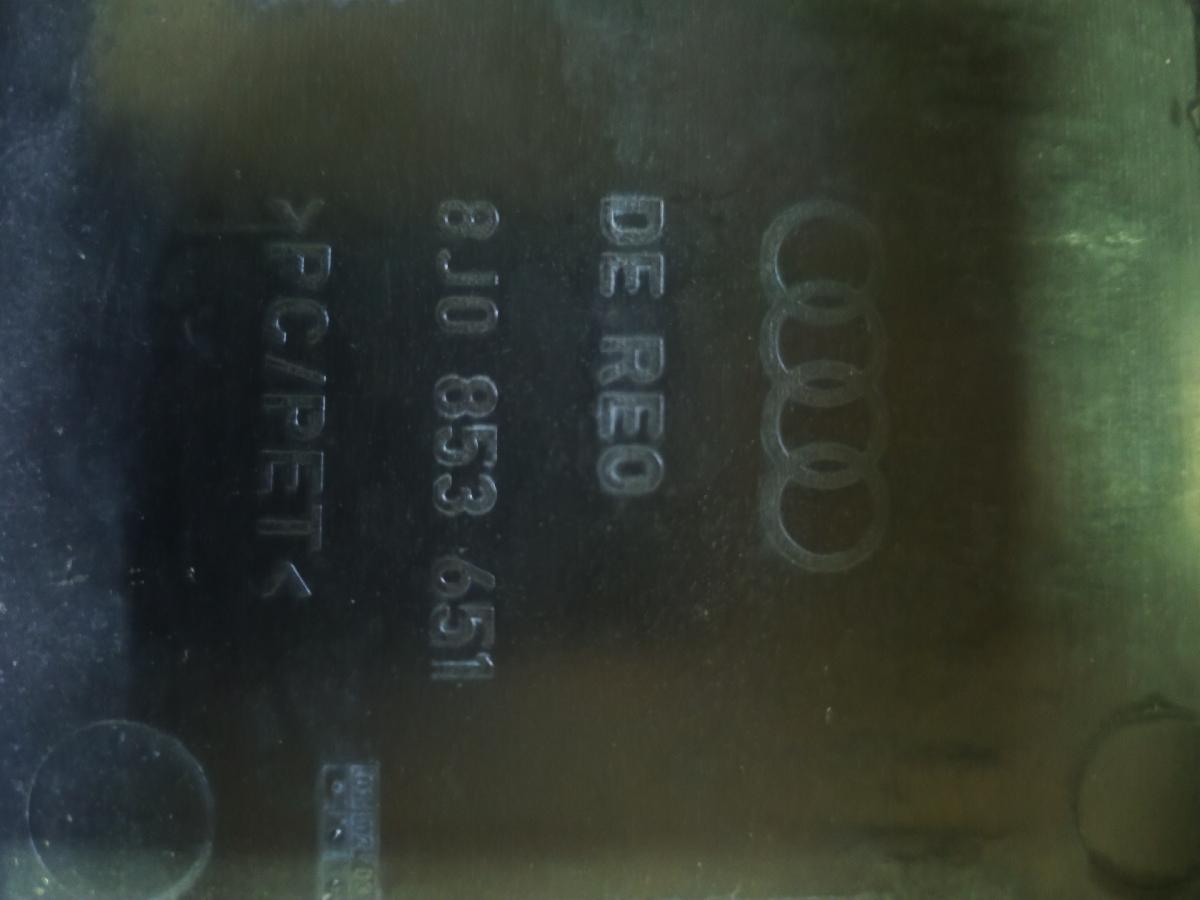 DE REO
8J0 853 651
>PC/PET<